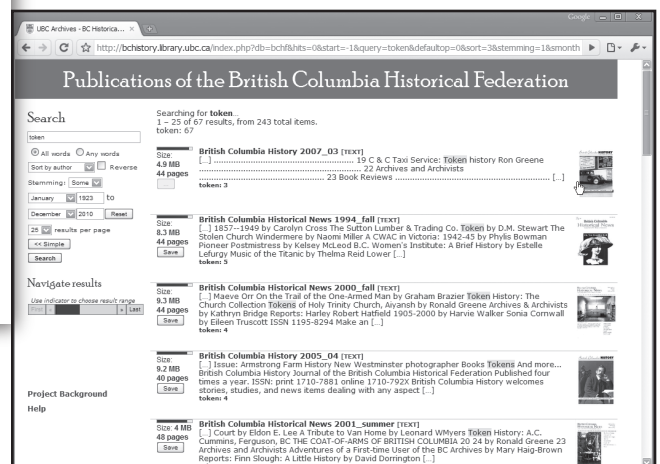 Google
UBC Archives - BC Historica... ×
http://bchistory.library.ubc.ca/index.php?db=bchf&hits=0&start=-1&query=token&defaultop=0&sort=3&stemming=1&smonth
Publications of the British Columbia Historical Federation
Search
token
All words Any words
Sort by author Reverse
Stemming: Some
January 1923 to
December 2010 Reset
25 results per page
<< Simple
Search
Navigate results
Use indicator to choose result range
First - + Last
Project Background
Help
Searching for token...
1 – 25 of 67 results, from 243 total items.
token: 67
Size:
4.9 MB
44 pages
British Columbia History 2007_03 [TEXT]
[...] ................................................................ 19 C & C Taxi Service: Token history Ron Greene
................................................ 22 Archives and Archivists
................................................ 23 Book Reviews ................................................................ [...]
token: 3
Size:
8.3 MB
44 pages
Save
British Columbia Historical News 1994_fall [TEXT]
[...] 1857--1949 by Carolyn Cross The Sutton Lumber & Trading Co. Token by D.M. Stewart The
Stolen Church Windermere by Naomi Miller A CWAC in Victoria: 1942-45 by Phylis Bowman
Pioneer Postmistress by Kelsey McLeod B.C. Women's Institute: A Brief History by Estelle
Lefurgy Music of the Titanic by Thelma Reid Lower [...]
token: 5
Size:
9.3 MB
44 pages
Save
British Columbia Historical News 2000_fall [TEXT]
[...] Maeve Orr On the Trail of the One-Armed Man by Graham Brazier Token History: The
Church Collection Tokens of Holy Trinity Church, Aiyansh by Ronald Greene Archives & Archivists
by Kathryn Bridge Reports: Harley Robert Hatfield 1905-2000 by Harvie Walker Sonia Cornwall
by Eileen Truscott ISSN 1195-8294 Make an [...]
token: 4
Size:
9.2 MB
40 pages
Save
British Columbia History 2005_04 [TEXT]
[...] Issue: Armstrong Farm History New Westminster photographer Books Tokens And more...
British Columbia History Journal of the British Columbia Historical Federation Published four
times a year. ISSN: print 1710-7881 online 1710-792X British Columbia History welcomes
stories, studies, and news items dealing with any aspect [...]
token: 4
Size: 4 MB
48 pages
Save
British Columbia Historical News 2001_summer [TEXT]
[...] Court by Eldon E. Lee A Tribute to Van Home by Leonard WMyers Token History: A.C.
Cummins, Ferguson, BC THE COAT-OF-ARMS OF BRITISH COLUMBIA 20 24 by Ronald Greene 23
Archives and Archivists Adventures of a First-time User of the BC Archives by Mary Haig-Brown
Reports: Finn Slough: A Little History by David Dorrington [...]